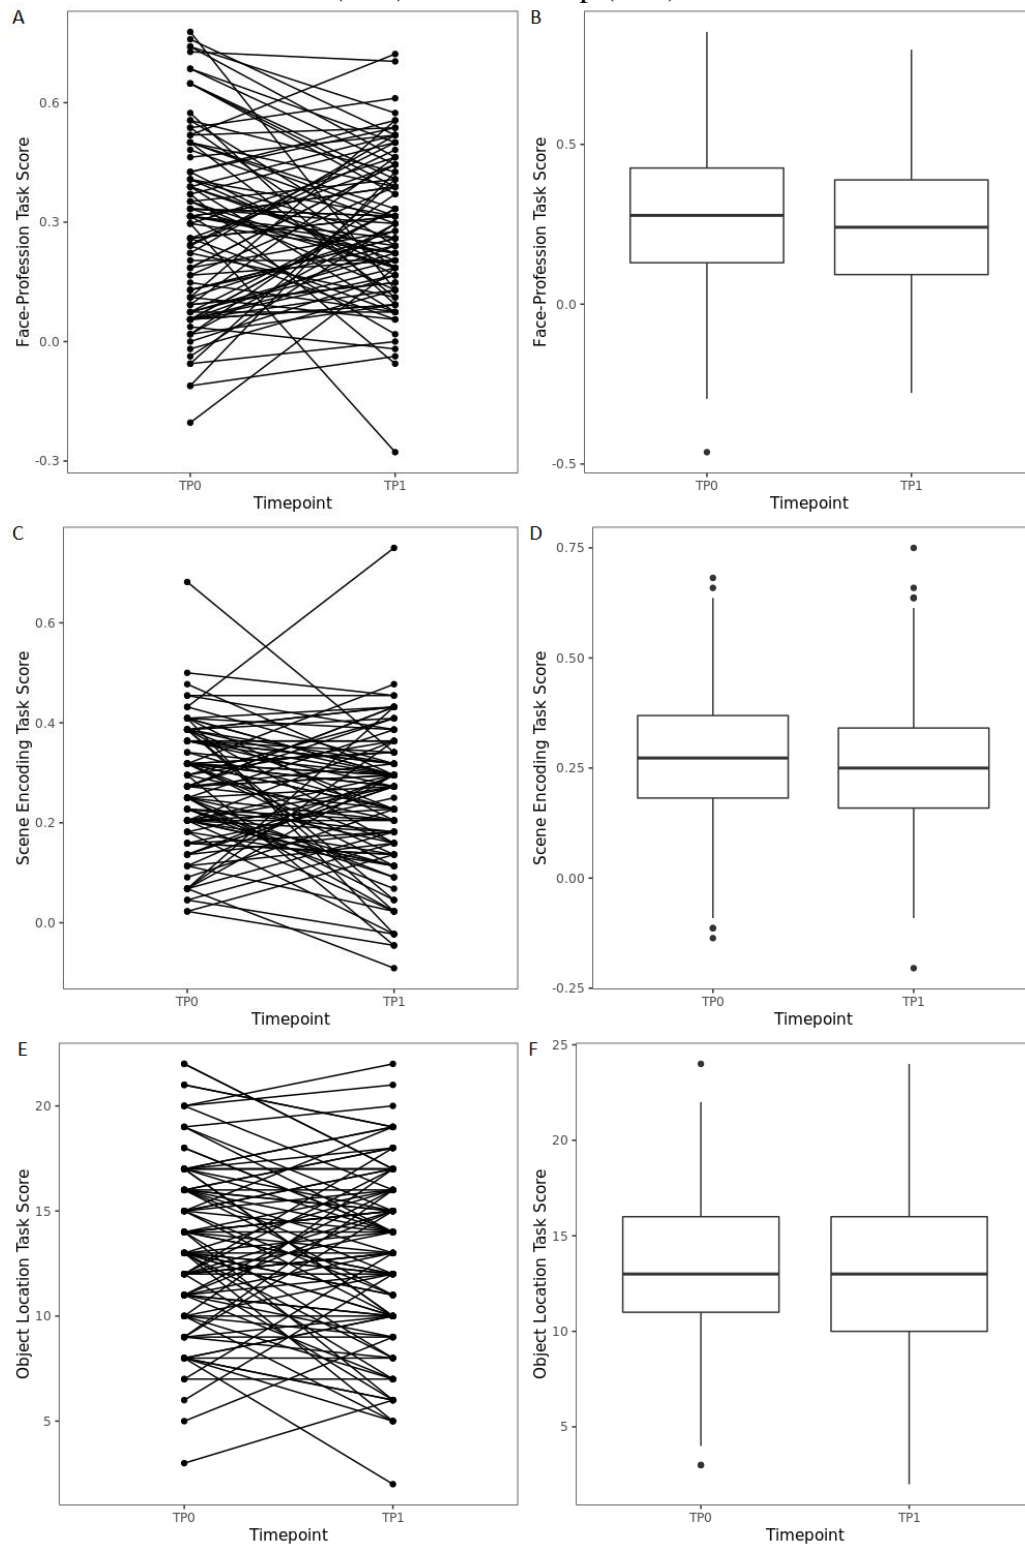 A
B
Face-Profession Task Score
0.6
0.3
0.0
-0.3
TP0
TP1
Timepoint
Face-Profession Task Score
0.5
0.0
-0.5
TP0
TP1
Timepoint
C
D
Scene Encoding Task Score
0.6
0.4
0.2
0.0
TP0
TP1
Timepoint
Scene Encoding Task Score
0.75
0.50
0.25
0.00
-0.25
TP0
TP1
Timepoint
E
F
Object Location Task Score
20
15
10
5
TP0
TP1
Timepoint
Object Location Task Score
25
20
15
10
5
TP0
TP1
Timepoint